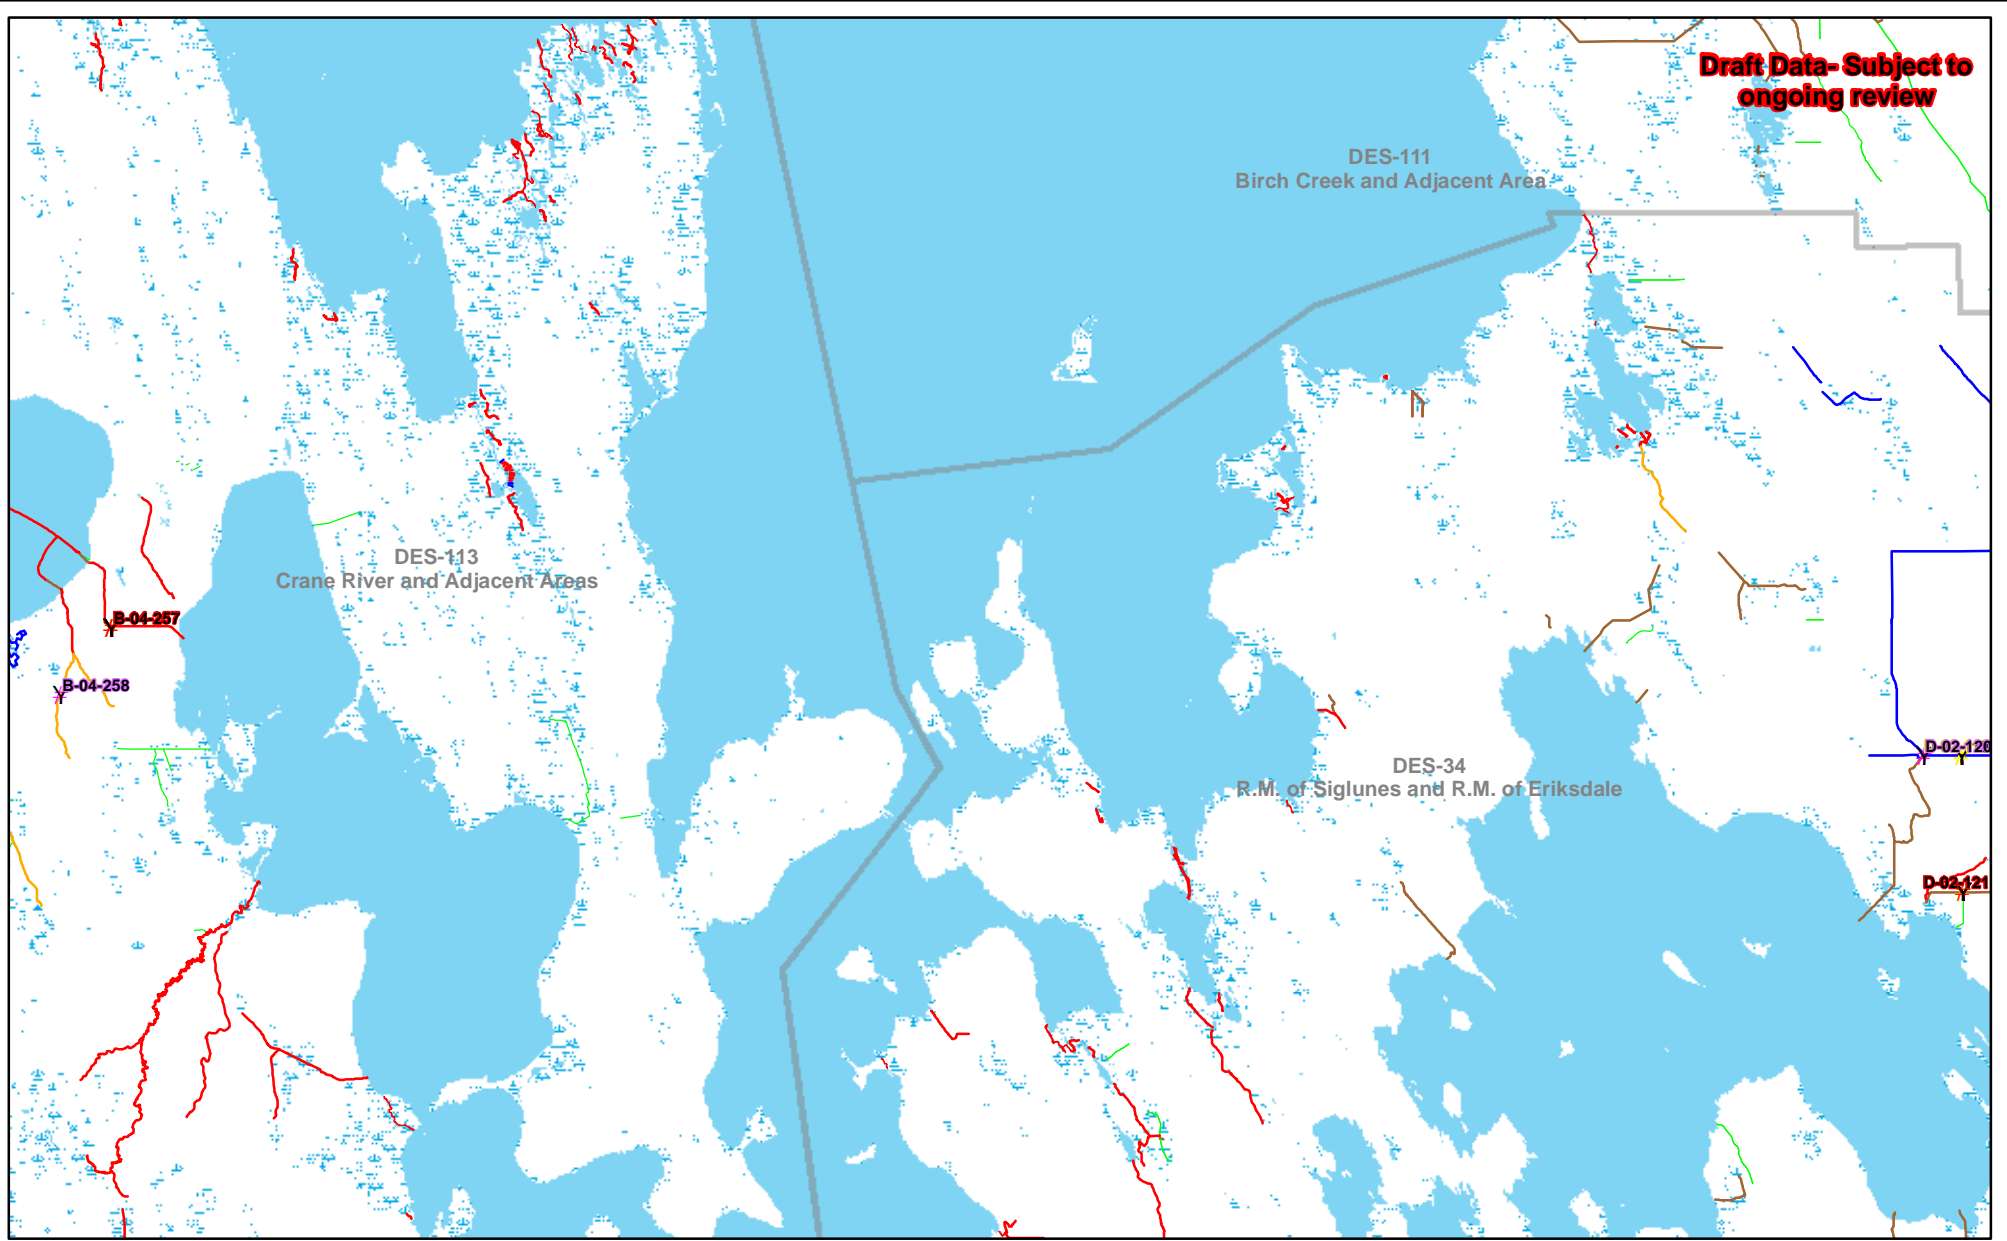 Draft Data- Subject to
ongoing review
DES-111
Birch Creek and Adjacent Area
DES-113
Crane River and Adjacent Areas
B-04-257
B-04-258
D-02-120
DES-34
R.M. of Siglunes and R.M. of Eriksdale
D-02-121